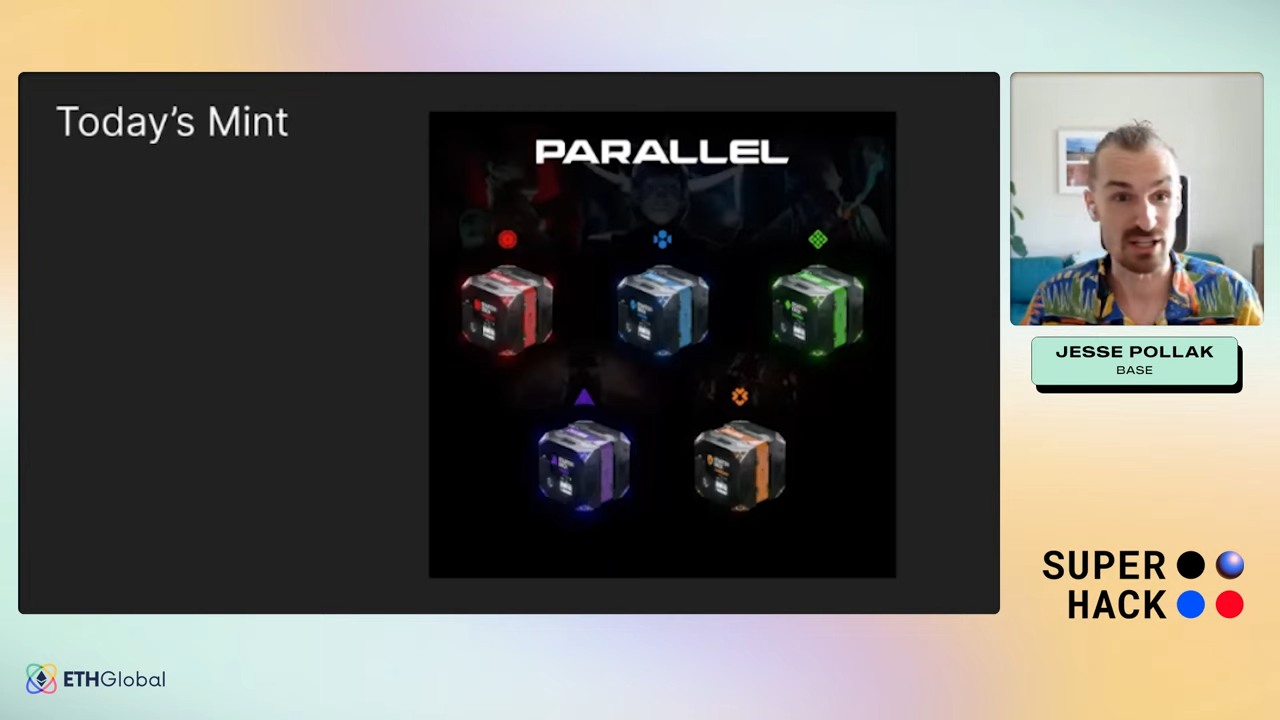 Today's Mint
PARALLEL
JESSE POLLAK
BASE
SUPER
HACK
ETHGlobal